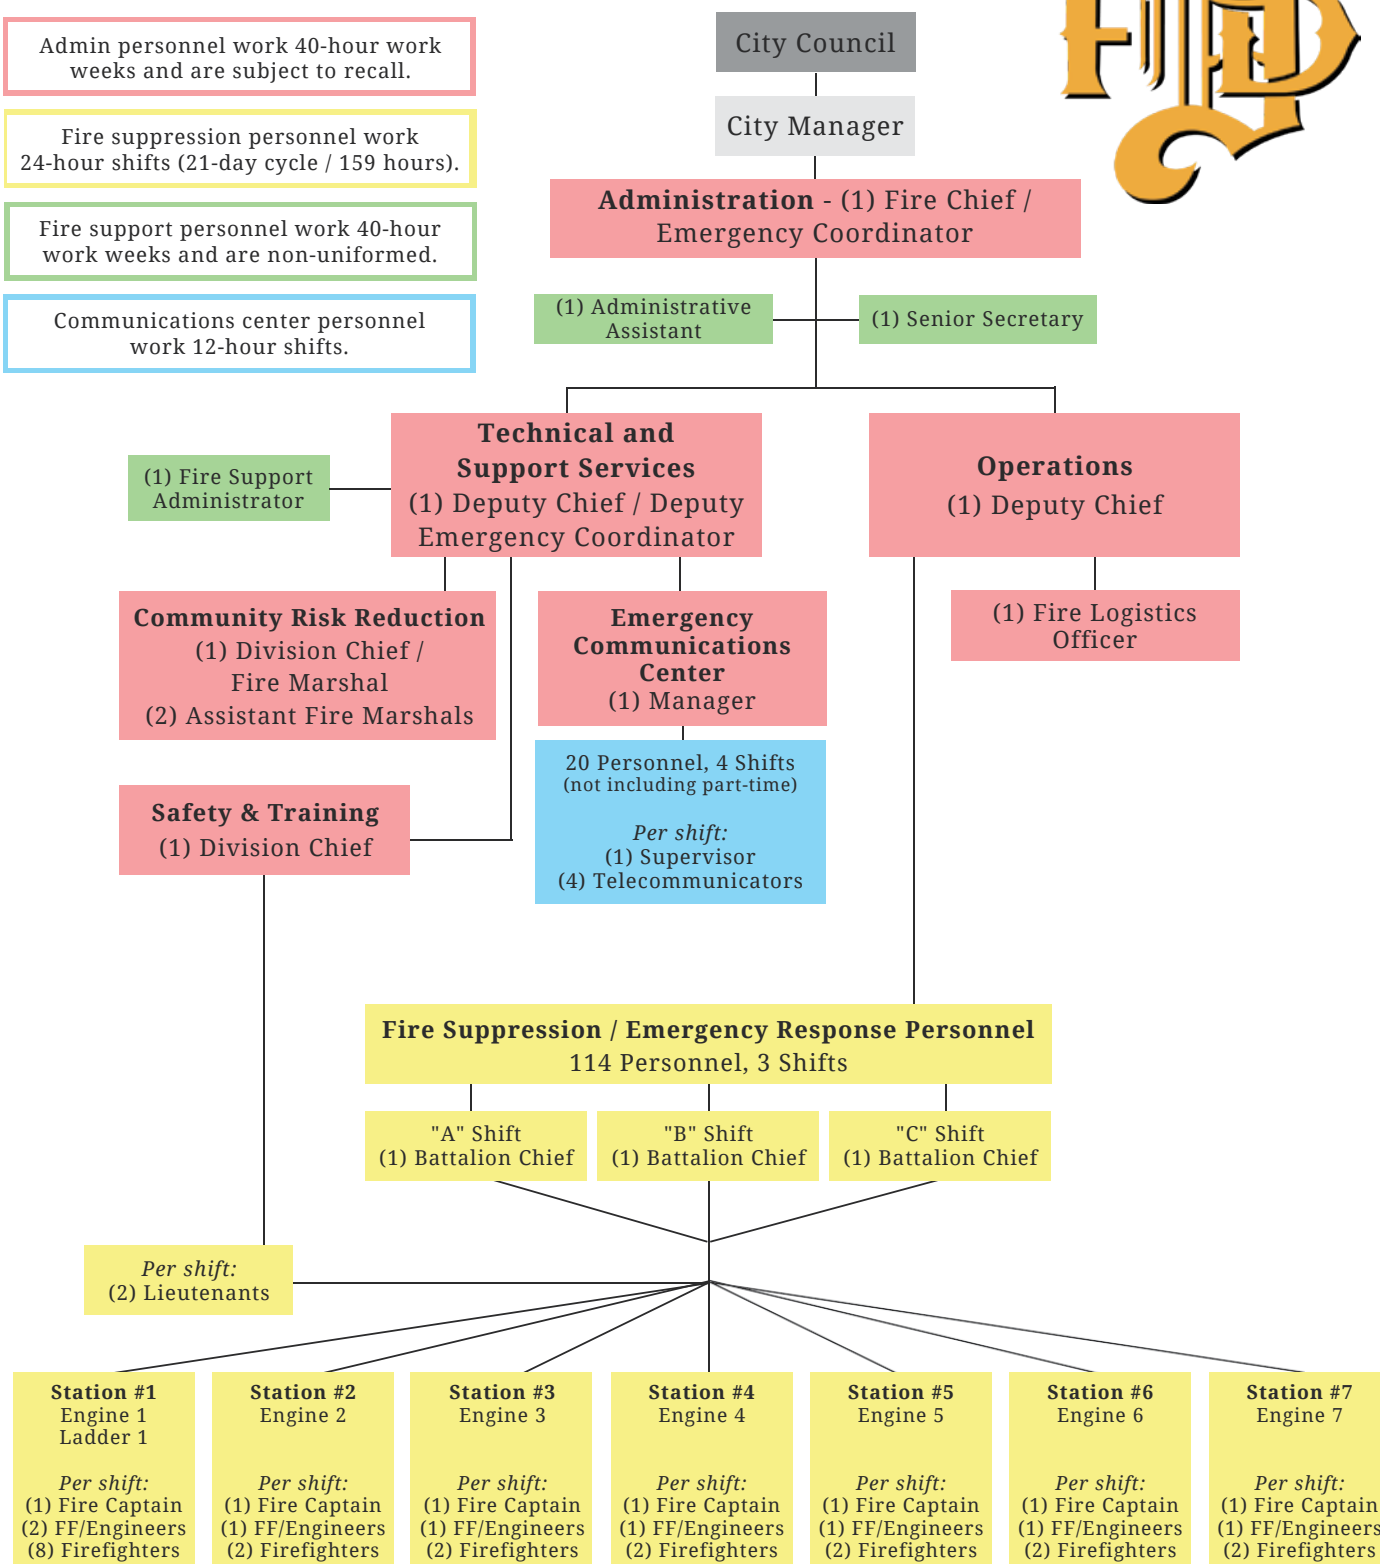 Admin personnel work 40-hour work
weeks and are subject to recall.
Fire suppression personnel work
24-hour shifts (21-day cycle / 159 hours).
Fire support personnel work 40-hour
work weeks and are non-uniformed.
Communications center personnel
work 12-hour shifts.
City Council
City Manager
Administration - (1) Fire Chief /
Emergency Coordinator
(1) Administrative
Assistant
(1) Senior Secretary
Technical and
Support Services
(1) Deputy Chief / Deputy
Emergency Coordinator
Operations
(1) Deputy Chief
(1) Fire Support
Administrator
Community Risk Reduction
(1) Division Chief /
Fire Marshal
(2) Assistant Fire Marshals
Emergency
Communications
Center
(1) Manager
(1) Fire Logistics
Officer
20 Personnel, 4 Shifts
(not including part-time)
Per shift:
(1) Supervisor
(4) Telecommunicators
Safety & Training
(1) Division Chief
Fire Suppression / Emergency Response Personnel
114 Personnel, 3 Shifts
"A" Shift
(1) Battalion Chief
"B" Shift
(1) Battalion Chief
"C" Shift
(1) Battalion Chief
Per shift:
(2) Lieutenants
Station #1
Engine 1
Ladder 1
Per shift:
(1) Fire Captain
(2) FF/Engineers
(8) Firefighters
Station #2
Engine 2
Per shift:
(1) Fire Captain
(1) FF/Engineers
(2) Firefighters
Station #3
Engine 3
Per shift:
(1) Fire Captain
(1) FF/Engineers
(2) Firefighters
Station #4
Engine 4
Per shift:
(1) Fire Captain
(1) FF/Engineers
(2) Firefighters
Station #5
Engine 5
Per shift:
(1) Fire Captain
(1) FF/Engineers
(2) Firefighters
Station #6
Engine 6
Per shift:
(1) Fire Captain
(1) FF/Engineers
(2) Firefighters
Station #7
Engine 7
Per shift:
(1) Fire Captain
(1) FF/Engineers
(2) Firefighters